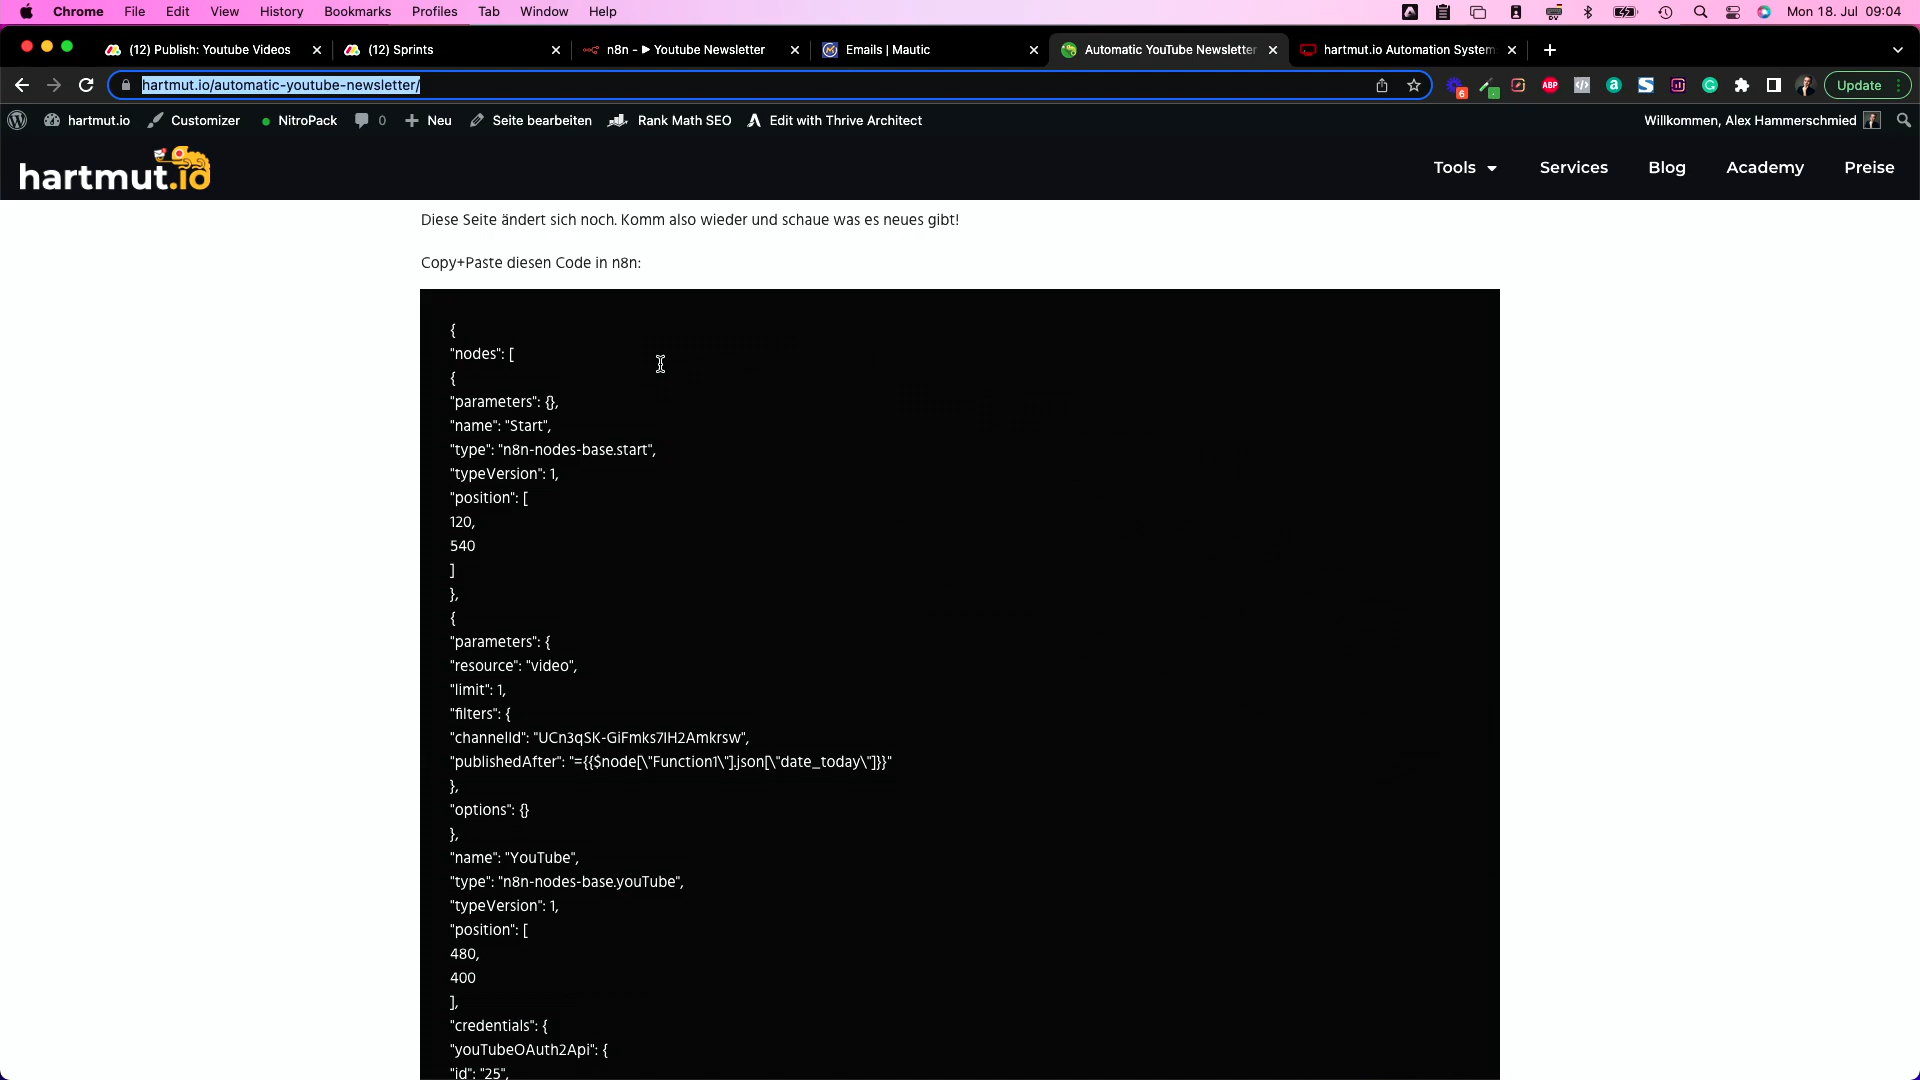 Chrome File Edit View History Bookmarks Profiles Tab Window Help Mon 18. Jul 09:04
(12) Publish: Youtube Videos (12) Sprints n8n - ▶ Youtube Newsletter Emails | Mautic Automatic YouTube Newsletter hartmut.io Automation System
hartmut.io/automatic-youtube-newsletter/ 6 ABP Update
hartmut.io Customizer NitroPack 0 Neu Seite bearbeiten Rank Math SEO Edit with Thrive Architect Willkommen, Alex Hammerschmied
hartmut.io Tools Services Blog Academy Preise
Diese Seite ändert sich noch. Komm also wieder und schaue was es neues gibt!
Copy+Paste diesen Code in n8n:
{
"nodes": [
{
"parameters": {},
"name": "Start",
"type": "n8n-nodes-base.start",
"typeVersion": 1,
"position": [
120,
540
]
},
{
"parameters": {
"resource": "video",
"limit": 1,
"filters": {
"channelId": "UCn3qSK-GiFmks7IH2Amkrsw",
"publishedAfter": "={{$node[\"Function1\"].json[\"date_today\"]}}"
},
"options": {}
},
"name": "YouTube",
"type": "n8n-nodes-base.youTube",
"typeVersion": 1,
"position": [
480,
400
],
"credentials": {
"youTubeOAuth2Api": {
"id": "25",